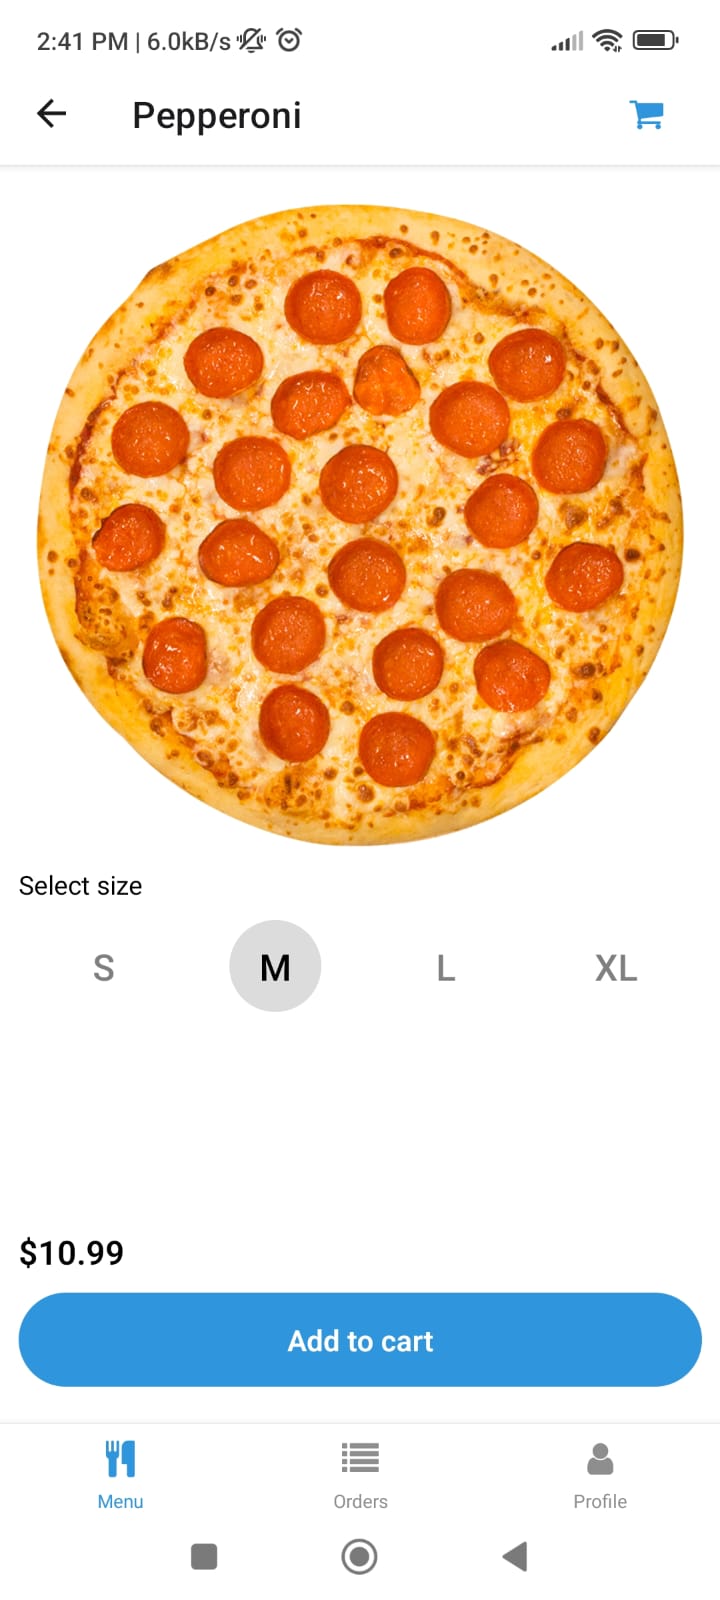 2:41 PM | 6.0kB/s
Pepperoni
Select size
S M L XL
$10.99
Add to cart
Menu Orders Profile